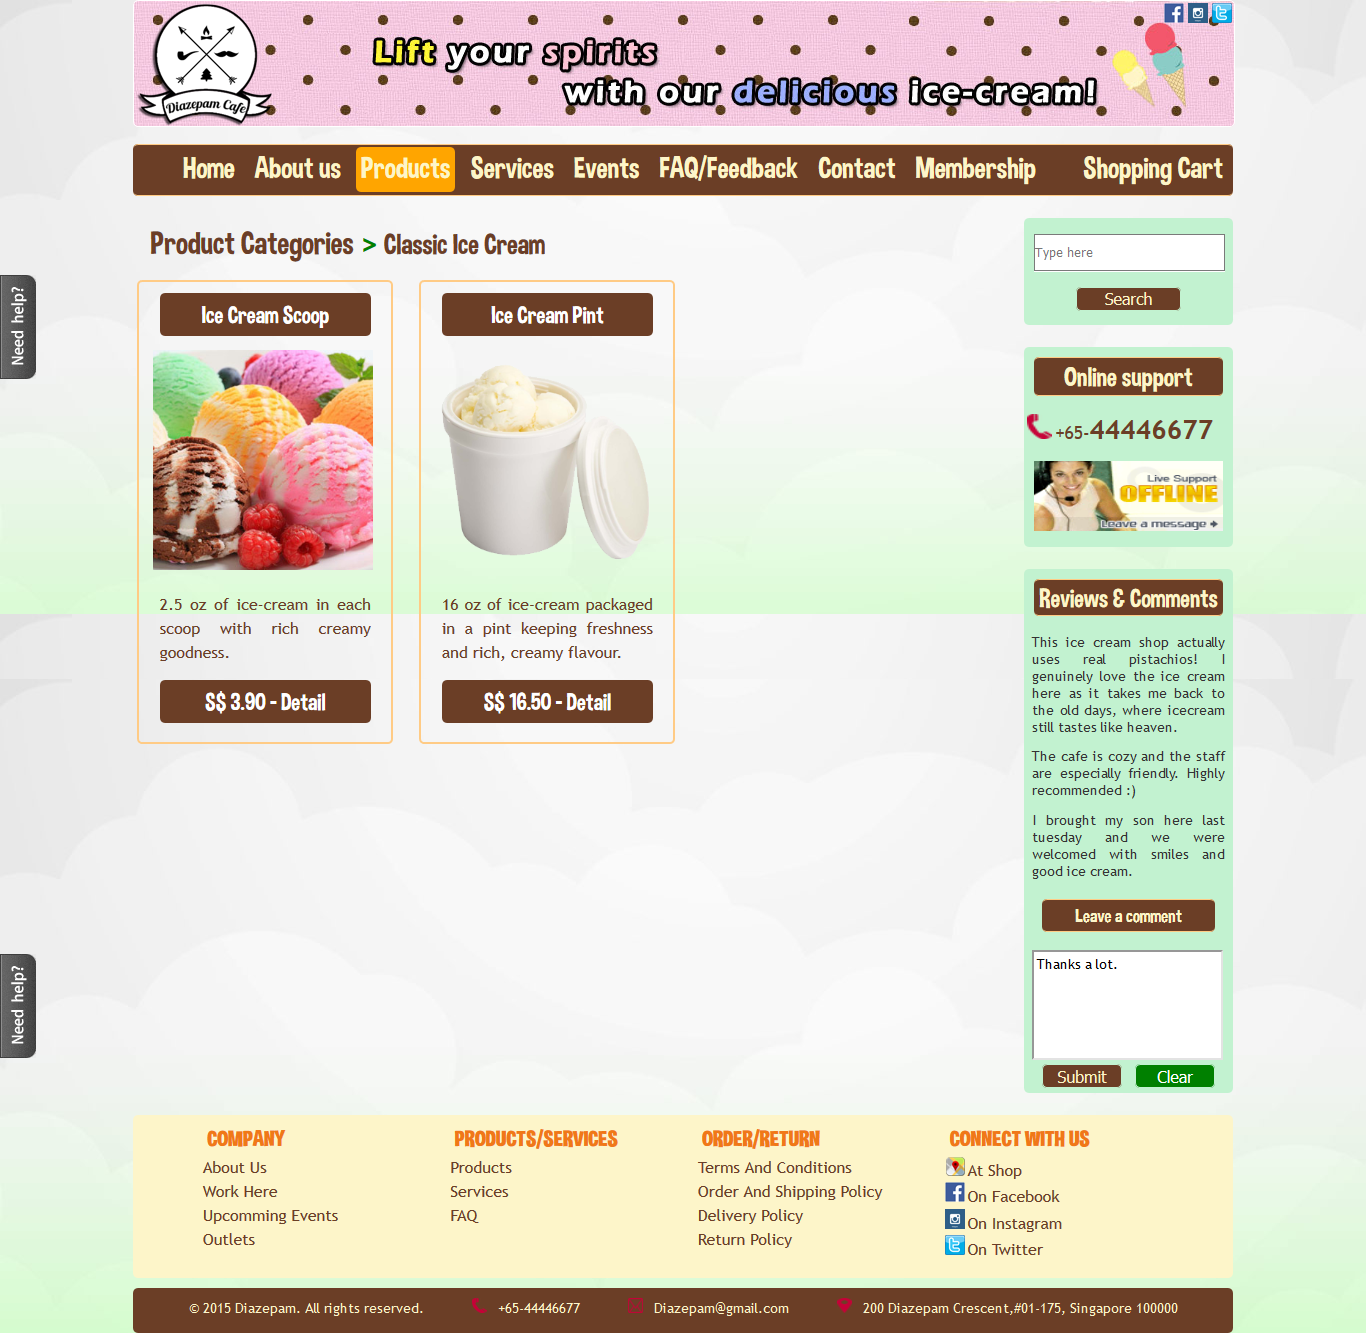 Diazepam Cafe
Lift your spirits
with our delicious ice-cream!
Home About us Products Services Events FAQ/Feedback Contact Membership Shopping Cart
Product Categories > Classic Ice Cream
Need help?
Ice Cream Scoop
2.5 oz of ice-cream in each
scoop with rich creamy
goodness.
S$ 3.90 - Detail
Ice Cream Pint
16 oz of ice-cream packaged
in a pint keeping freshness
and rich, creamy flavour.
S$ 16.50 - Detail
Type here
Search
Online support
+65-44446677
Live Support
OFFLINE
Leave a message
Reviews & Comments
This ice cream shop actually
uses real pistachios! I
genuinely love the ice cream
here as it takes me back to
the old days, where icecream
still tastes like heaven.
The cafe is cozy and the staff
are especially friendly. Highly
recommended :)
I brought my son here last
tuesday and we were
welcomed with smiles and
good ice cream.
Leave a comment
Thanks a lot.
Submit Clear
Need help?
COMPANY
About Us
Work Here
Upcomming Events
Outlets
PRODUCTS/SERVICES
Products
Services
FAQ
ORDER/RETURN
Terms And Conditions
Order And Shipping Policy
Delivery Policy
Return Policy
CONNECT WITH US
At Shop
On Facebook
On Instagram
On Twitter
© 2015 Diazepam. All rights reserved. +65-44446677 Diazepam@gmail.com 200 Diazepam Crescent,#01-175, Singapore 100000